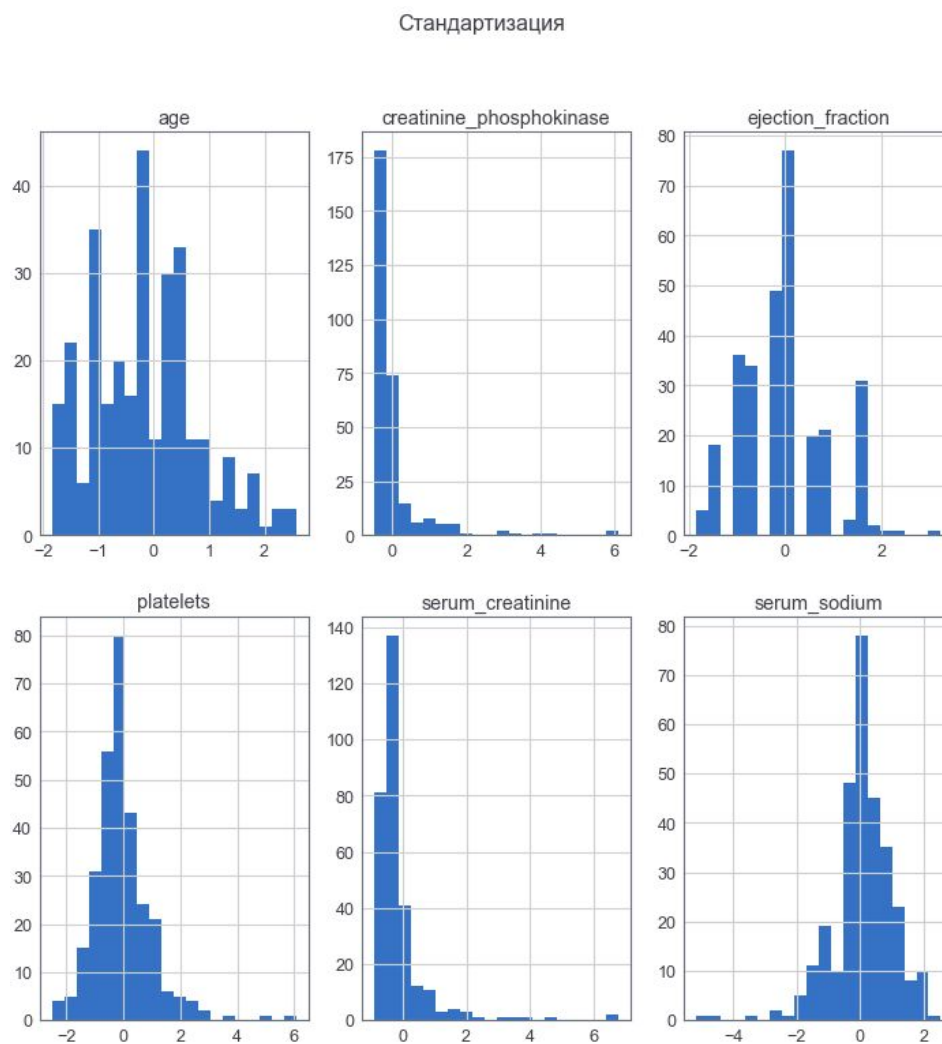 Стандартизация
age creatinine_phosphokinase ejection_fraction
40 175 80
150 70
30 125 60
100 50
20 75 40
50 30
10 25 20
0 0 10
0
−2 −1 0 1 2 0 2 4 6 −2 0 2
platelets serum_creatinine serum_sodium
80 140 80
70 120 70
60 100 60
50 80 50
40 60 40
30 40 30
20 20 20
10 0 10
0 0
−2 0 2 4 6 0 2 4 6 −4 −2 0 2